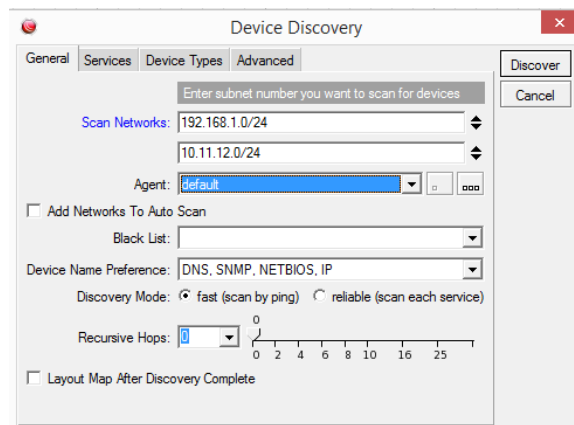 Device Discovery
General Services Device Types Advanced
Discover
Cancel
Enter subnet number you want to scan for devices
Scan Networks: 192.168.1.0/24
10.11.12.0/24
Agent: default
Add Networks To Auto Scan
Black List:
Device Name Preference: DNS, SNMP, NETBIOS, IP
Discovery Mode: fast (scan by ping) reliable (scan each service)
0
Recursive Hops: 0
0 2 4 6 8 10 16 25
Layout Map After Discovery Complete